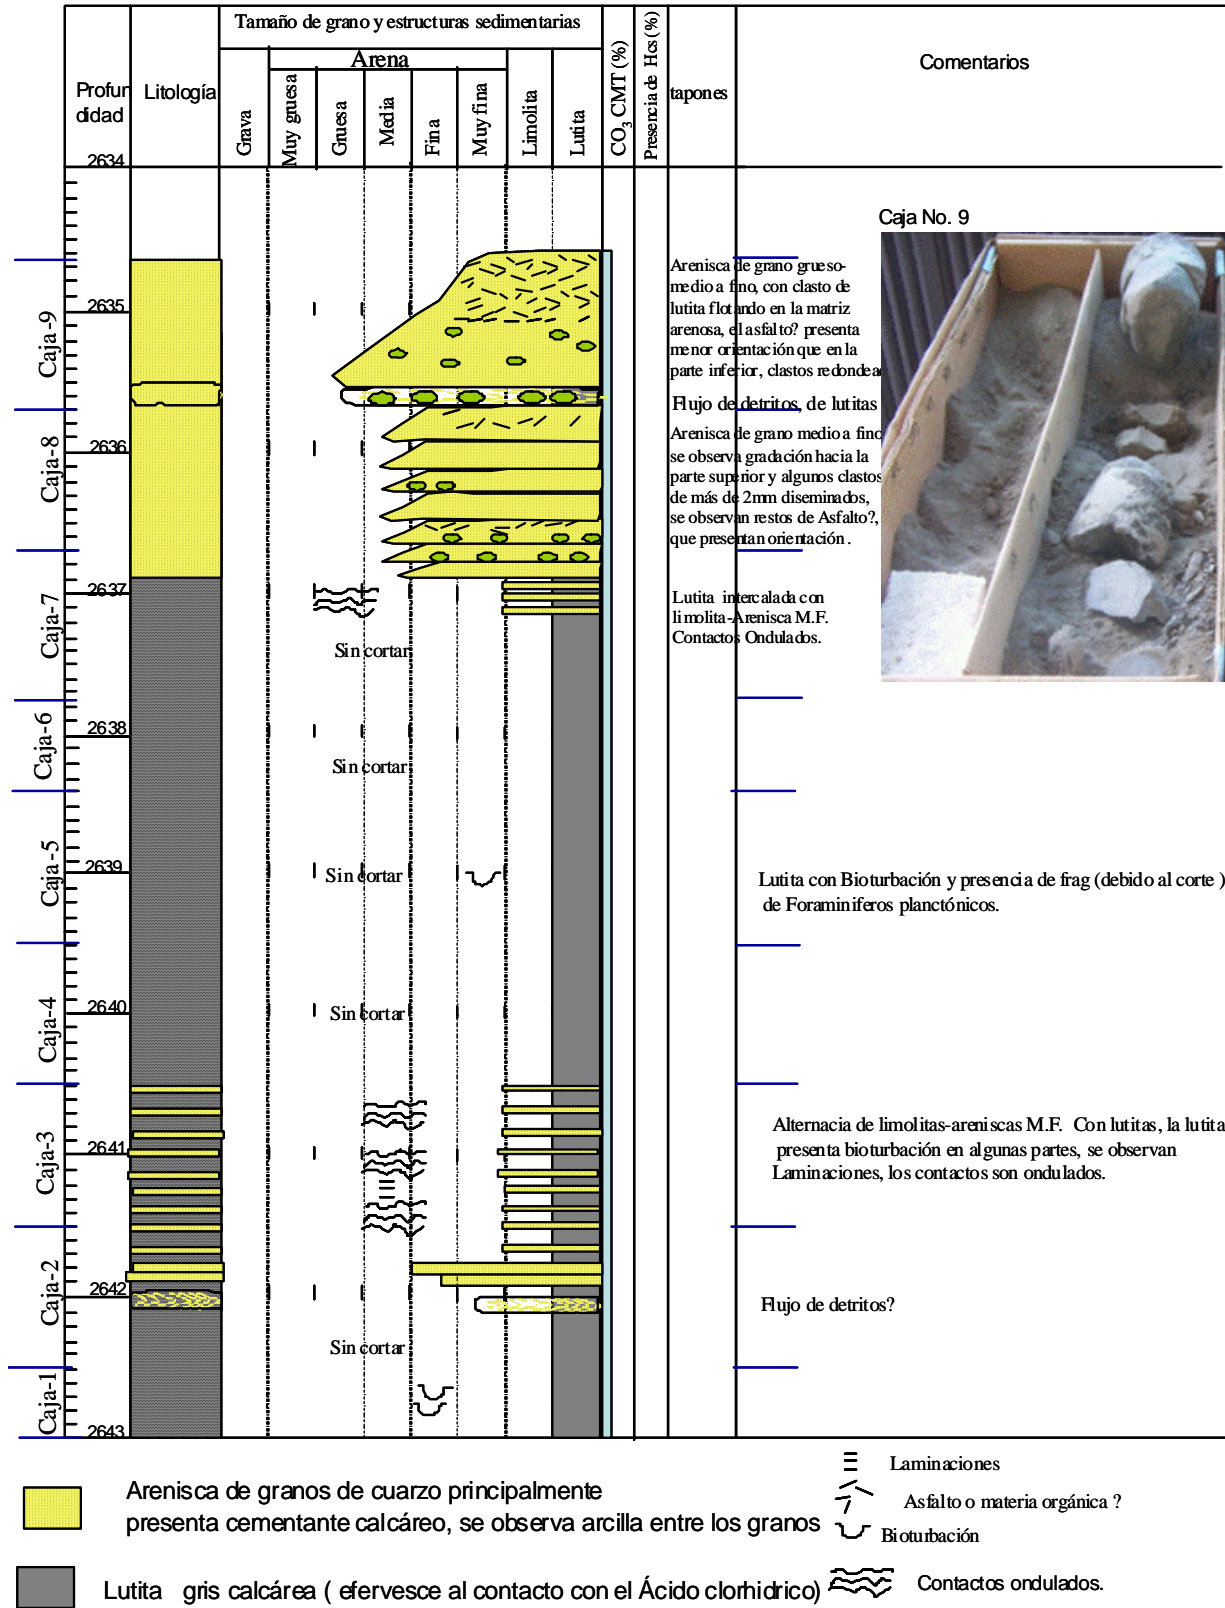 Tamaño de grano y estructuras sedimentarias
Arena
Profun
didad
Litología
Grava
Muy gruesa
Gruesa
Media
Fina
Muy fina
Limolita
Lutita
CO3 CMT (%)
Presencia de Hcs (%)
tapones
Comentarios
2634
Caja No. 9
Caja-9
2635
Arenisca de grano grueso-
medio a fino, con clasto de
lutita flotando en la matriz
arenosa, el asfalto? presenta
menor orientación que en la
parte inferior, clastos redondea
Flujo de detritos, de lutitas
Caja-8
2636
Arenisca de grano medio a fino
se observa gradación hacia la
parte superior y algunos clastos
de más de 2mm diseminados,
se observan restos de Asfalto?,
que presentan orientación .
Caja-7
2637
Lutita intercalada con
limolita-Arenisca M.F.
Contactos Ondulados.
Sin cortar
Caja-6
2638
Sin cortar
Caja-5
2639
Sin cortar
Lutita con Bioturbación y presencia de frag (debido al corte )
de Foraminiferos planctónicos.
Caja-4
2640
Sin cortar
Caja-3
2641
Alternacia de limolitas-areniscas M.F. Con lutitas, la lutita
presenta bioturbación en algunas partes, se observan
Laminaciones, los contactos son ondulados.
Caja-2
2642
Flujo de detritos?
Sin cortar
Caja-1
2643
Arenisca de granos de cuarzo principalmente
presenta cementante calcáreo, se observa arcilla entre los granos
Lutita gris calcárea ( efervesce al contacto con el Ácido clorhidrico)
Laminaciones
Asfalto o materia orgánica ?
Bioturbación
Contactos ondulados.